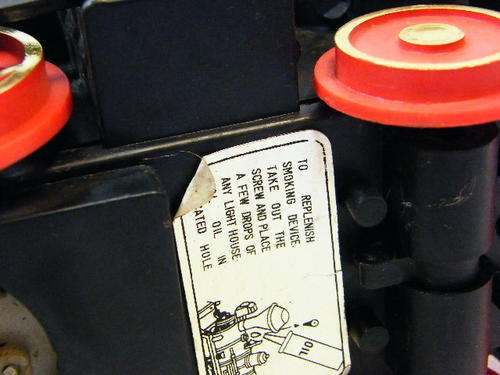 TO REPLENISH
SMOKING DEVICE
TAKE OUT THE
SCREW AND PLACE
A FEW DROPS OF
ANY LIGHT HOUSE
OIL IN
HOLE
OIL